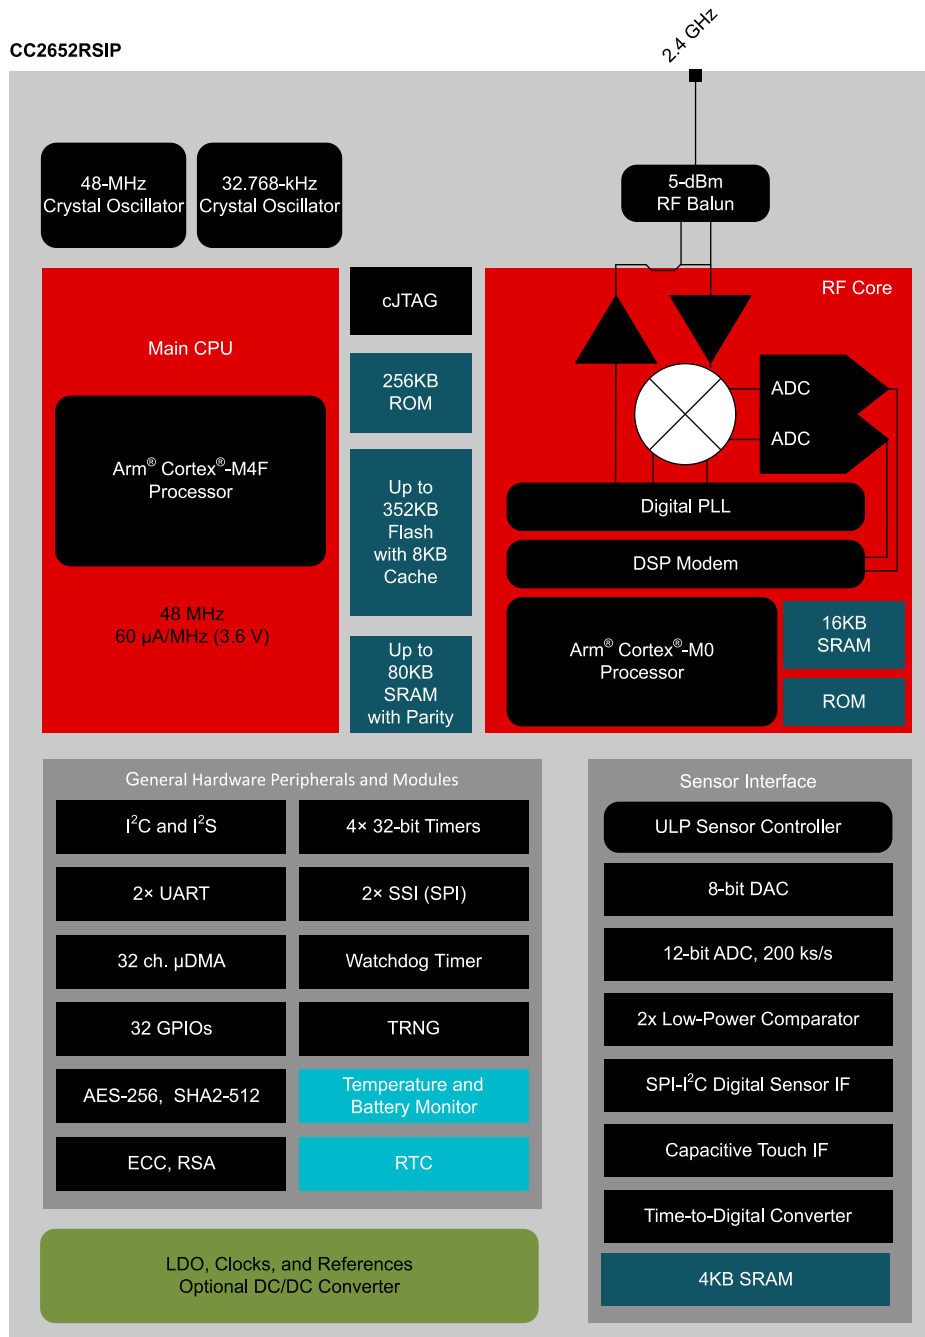 2.4 GHz
CC2652RSIP
48-MHz
Crystal Oscillator
32.768-kHz
Crystal Oscillator
5-dBm
RF Balun
Main CPU
Arm® Cortex®-M4F
Processor
48 MHz
60 µA/MHz (3.6 V)
cJTAG
256KB
ROM
Up to
352KB
Flash
with 8KB
Cache
Up to
80KB
SRAM
with Parity
RF Core
ADC
ADC
Digital PLL
DSP Modem
Arm® Cortex®-M0
Processor
16KB
SRAM
ROM
General Hardware Peripherals and Modules
I²C and I²S
4× 32-bit Timers
2× UART
2× SSI (SPI)
32 ch. µDMA
Watchdog Timer
32 GPIOs
TRNG
AES-256, SHA2-512
Temperature and
Battery Monitor
ECC, RSA
RTC
LDO, Clocks, and References
Optional DC/DC Converter
Sensor Interface
ULP Sensor Controller
8-bit DAC
12-bit ADC, 200 ks/s
2x Low-Power Comparator
SPI-I²C Digital Sensor IF
Capacitive Touch IF
Time-to-Digital Converter
4KB SRAM